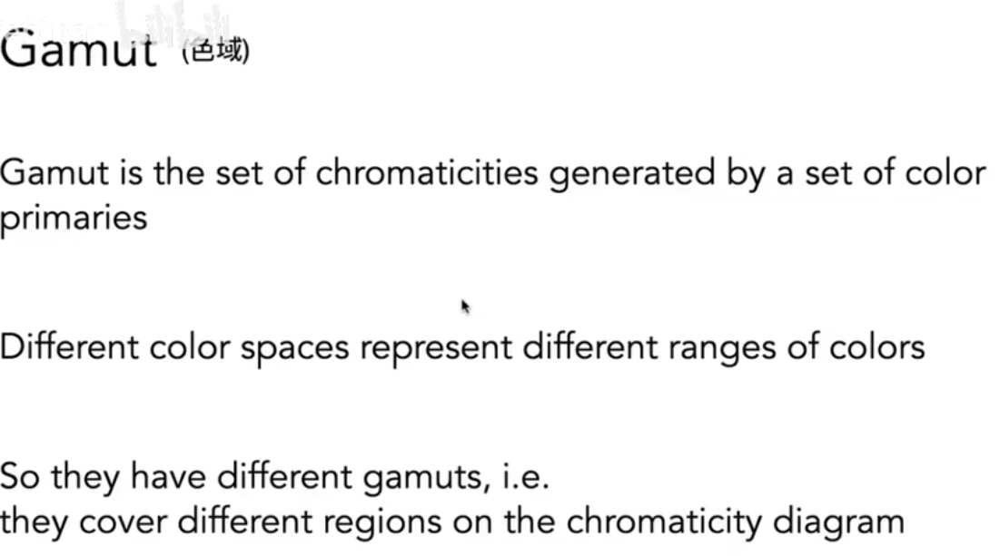 Gamut (色域)
Gamut is the set of chromaticities generated by a set of color
primaries
Different color spaces represent different ranges of colors
So they have different gamuts, i.e.
they cover different regions on the chromaticity diagram